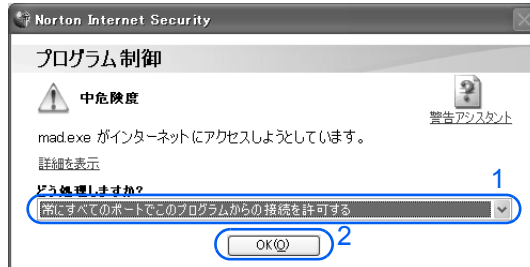 Norton Internet Security
プログラム制御
中危険度
警告アシスタント
mad.exe がインターネットにアクセスしようとしています。
詳細を表示
どう処理しますか?
1
常にすべてのポートでこのプログラムからの接続を許可する
OK(O)
2